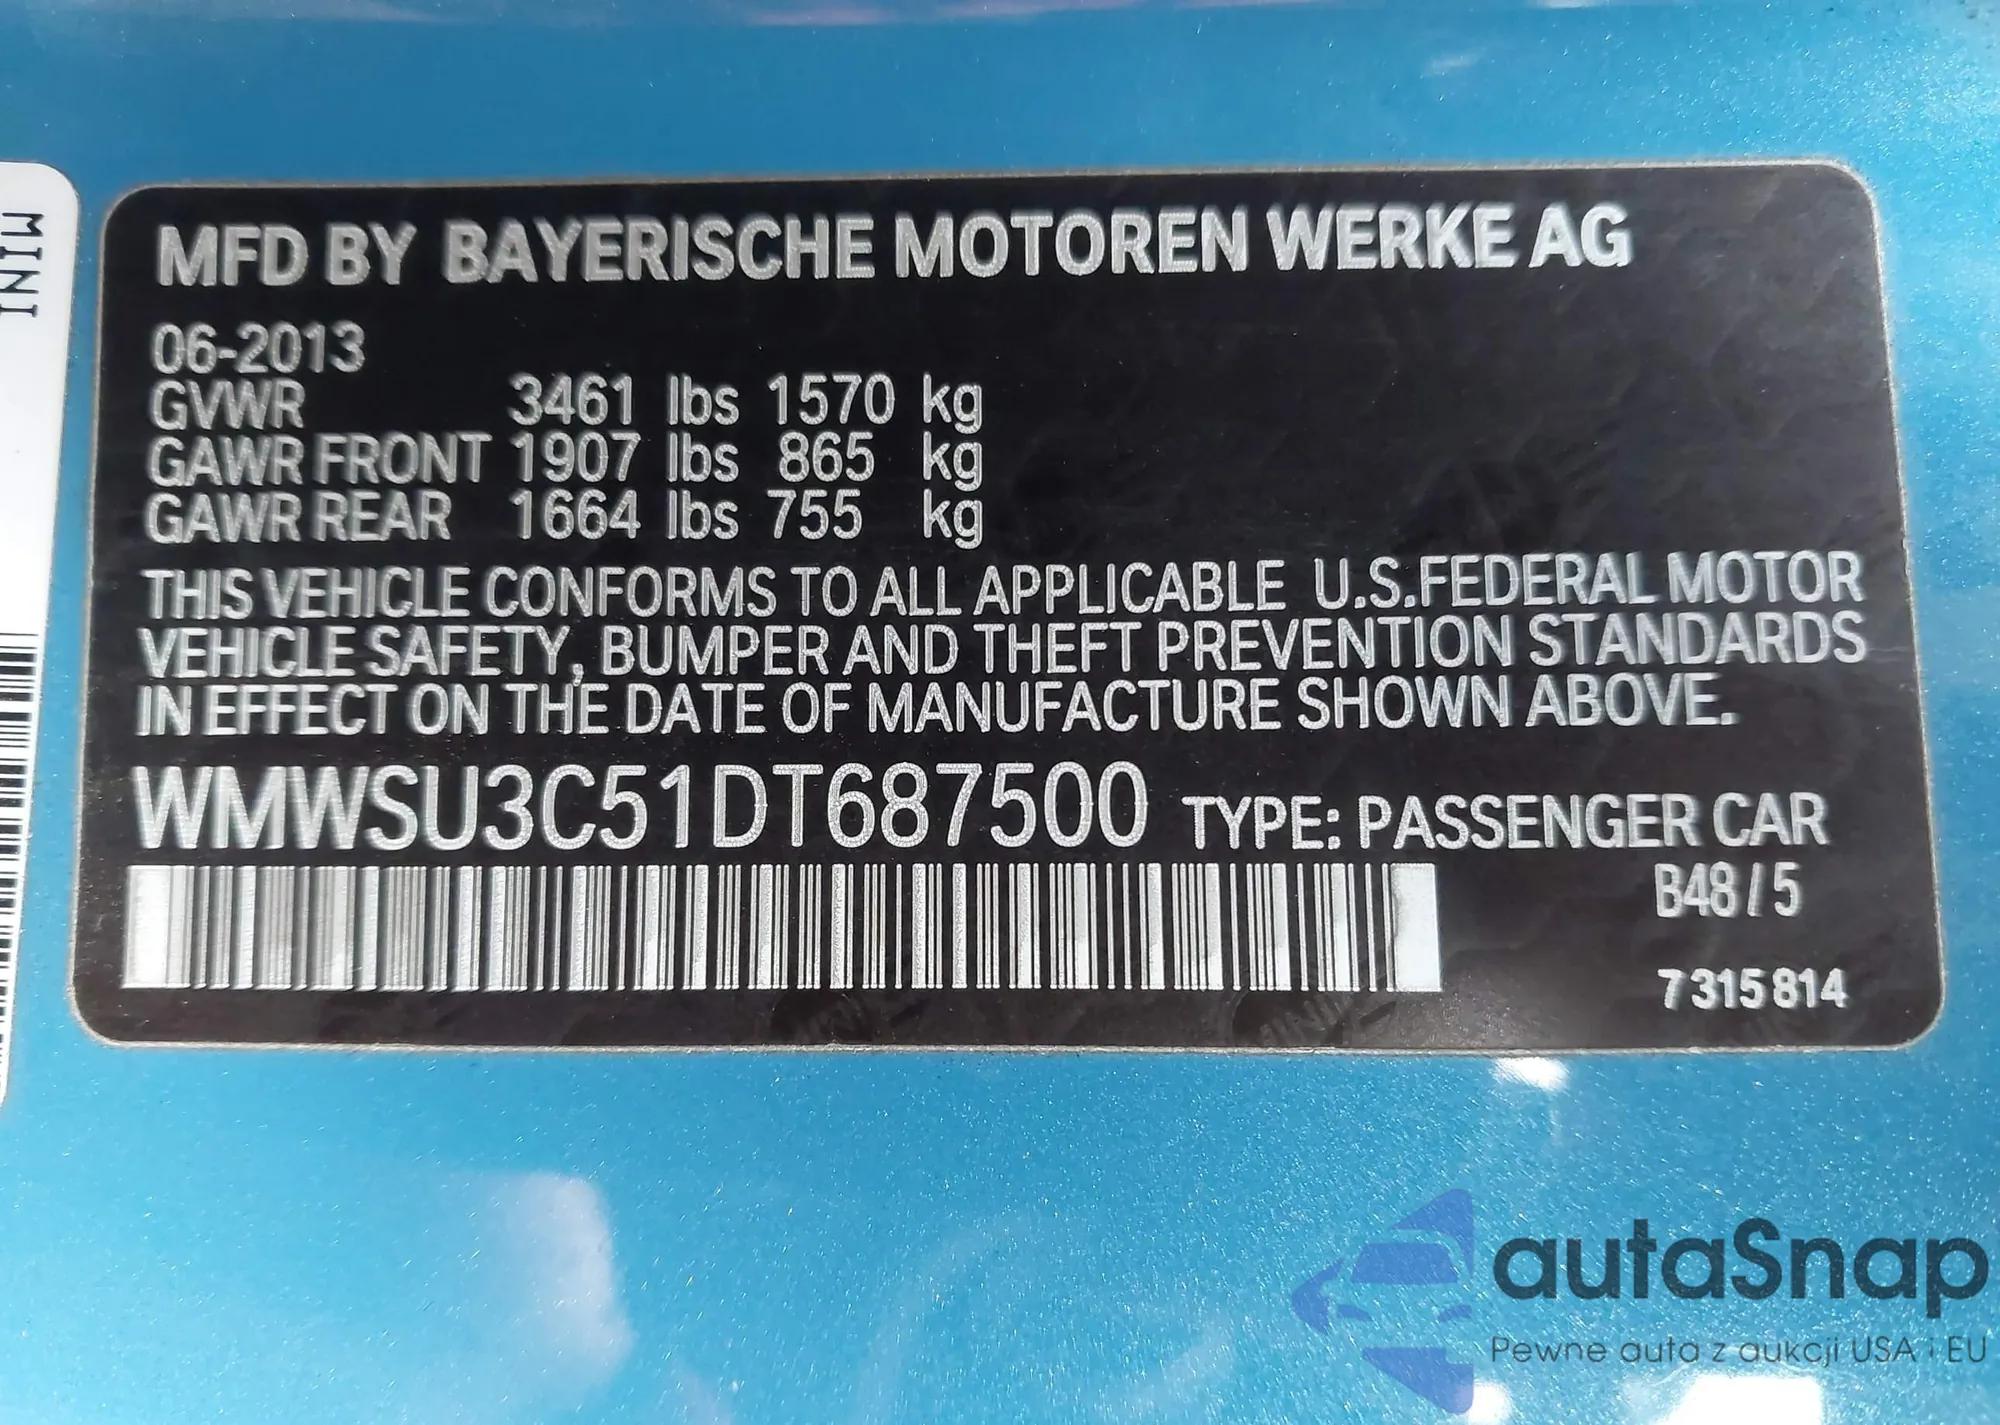 MINI
MFD BY BAYERISCHE MOTOREN WERKE AG
06-2013
GVWR 3461 lbs 1570 kg
GAWR FRONT 1907 lbs 865 kg
GAWR REAR 1664 lbs 755 kg
THIS VEHICLE CONFORMS TO ALL APPLICABLE U.S.FEDERAL MOTOR
VEHICLE SAFETY, BUMPER AND THEFT PREVENTION STANDARDS
IN EFFECT ON THE DATE OF MANUFACTURE SHOWN ABOVE.
WMWSU3C51DT687500 TYPE: PASSENGER CAR
B48 / 5
7 315 814
autaSnap
Pewne auta z aukcji USA i EU